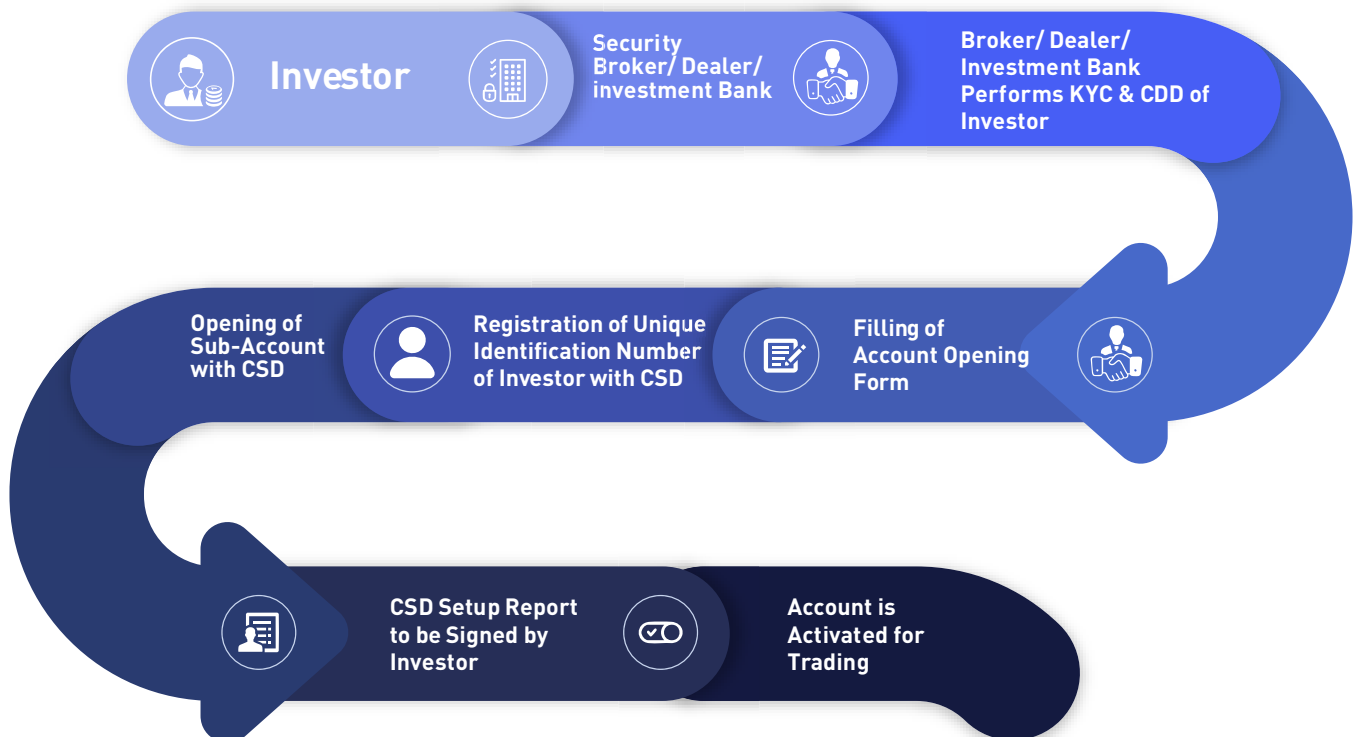 Investor
Security
Broker/ Dealer/
investment Bank
Broker/ Dealer/
Investment Bank
Performs KYC & CDD of
Investor
Opening of
Sub-Account
with CSD
Registration of Unique
Identification Number
of Investor with CSD
Filling of
Account Opening
Form
CSD Setup Report
to be Signed by
Investor
Account is
Activated for
Trading